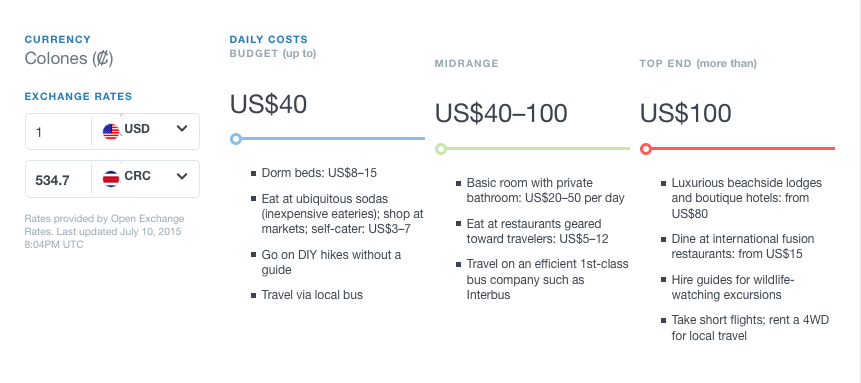 CURRENCY
Colones (₡)
EXCHANGE RATES
1 USD
534.7 CRC
Rates provided by Open Exchange
Rates. Last updated July 10, 2015
8:04PM UTC
DAILY COSTS
BUDGET (up to)
US$40
Dorm beds: US$8–15
Eat at ubiquitous sodas
(inexpensive eateries); shop at
markets; self-cater: US$3–7
Go on DIY hikes without a
guide
Travel via local bus
MIDRANGE
US$40–100
Basic room with private
bathroom: US$20–50 per day
Eat at restaurants geared
toward travelers: US$5–12
Travel on an efficient 1st-class
bus company such as
Interbus
TOP END (more than)
US$100
Luxurious beachside lodges
and boutique hotels: from
US$80
Dine at international fusion
restaurants: from US$15
Hire guides for wildlife-
watching excursions
Take short flights; rent a 4WD
for local travel